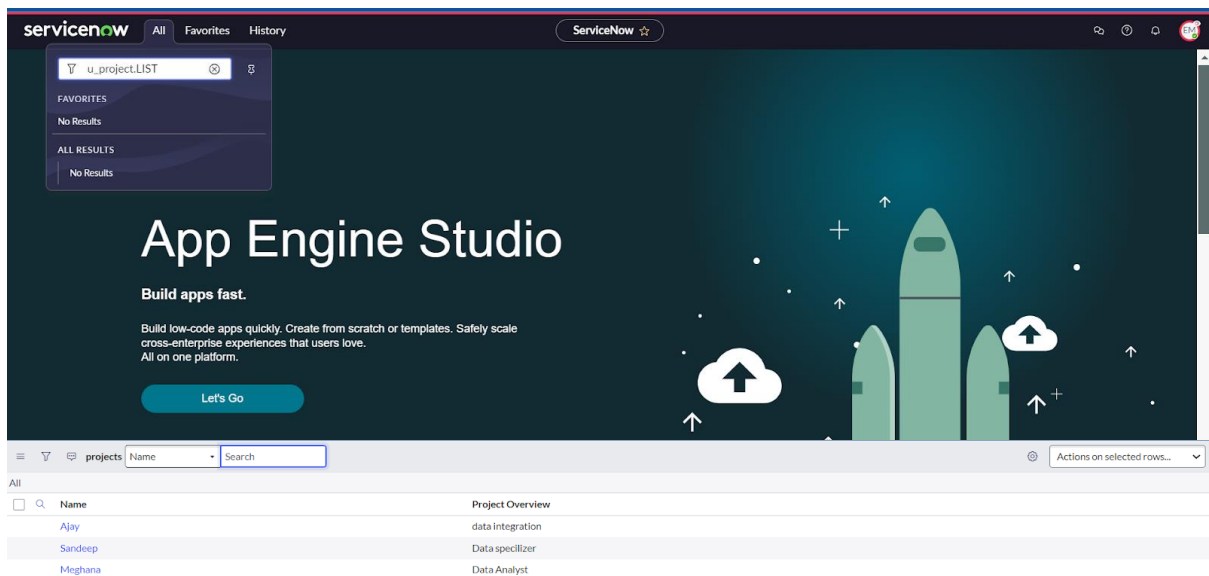 servicenow All Favorites History ServiceNow EM
u_project.LIST
FAVORITES
No Results
ALL RESULTS
No Results
App Engine Studio
Build apps fast.
Build low-code apps quickly. Create from scratch or templates. Safely scale
cross-enterprise experiences that users love.
All on one platform.
Let's Go
projects Name Search Actions on selected rows...
All
Name Project Overview
Ajay data integration
Sandeep Data specilizer
Meghana Data Analyst